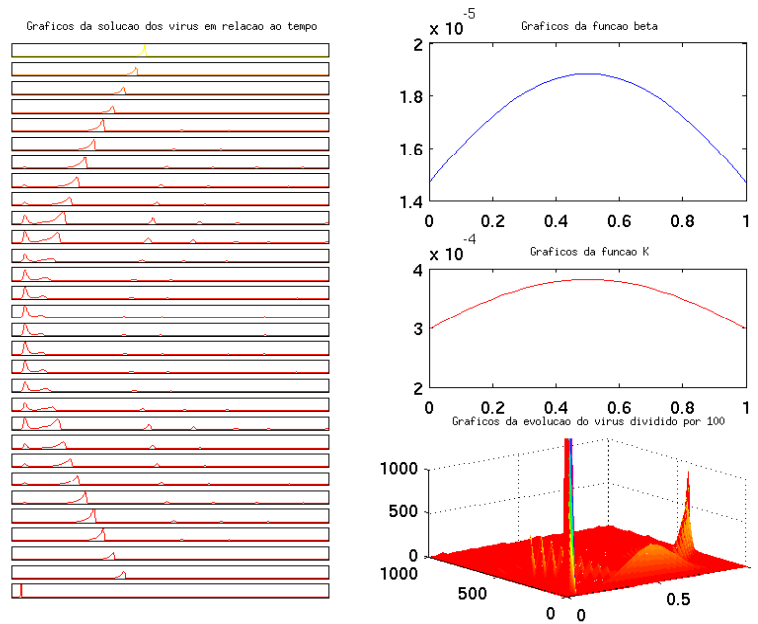 Graficos da solucao dos virus em relacao ao tempo
x 10^-5
Graficos da funcao beta
2
1.8
1.6
1.4
0 0.2 0.4 0.6 0.8 1
x 10^-4
Graficos da funcao K
4
3
2
0 0.2 0.4 0.6 0.8 1
Graficos da evolucao do virus dividido por 100
1000
500
0
1000
500
0
0
0.5